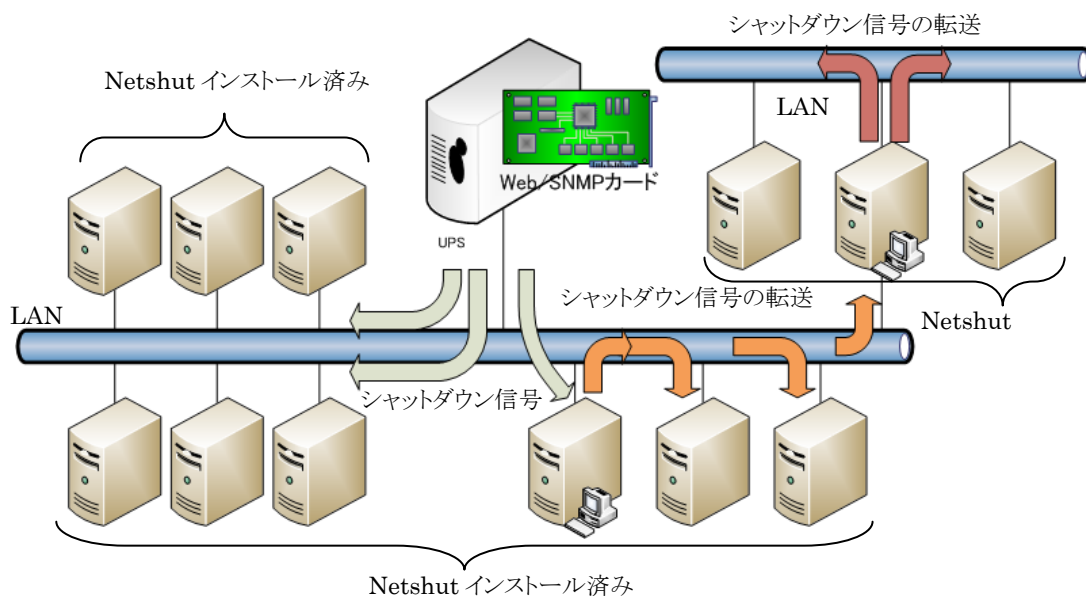 シャットダウン信号の転送
Netshut インストール済み
LAN
Web/SNMPカード
UPS
シャットダウン信号の転送
Netshut
LAN
シャットダウン信号
Netshut インストール済み